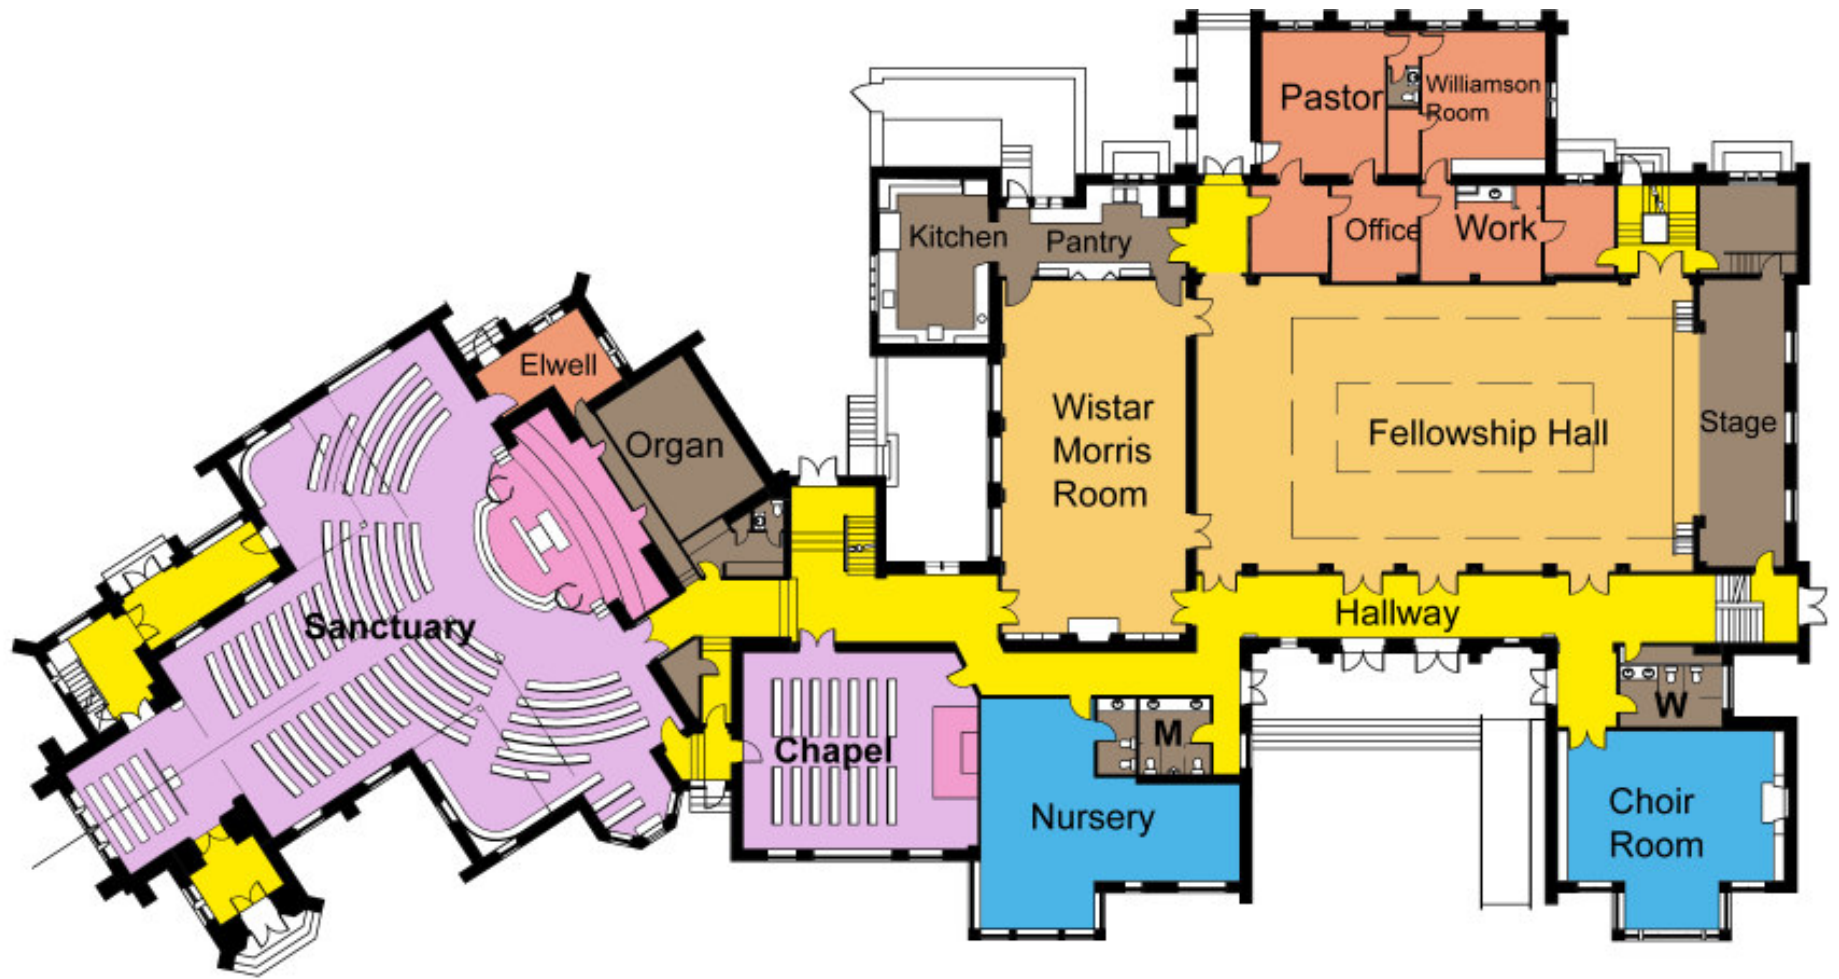 Pastor
Williamson
Room
Kitchen
Pantry
Office
Work
Elwell
Organ
Wistar
Morris
Room
Fellowship Hall
Stage
Sanctuary
Hallway
Chapel
M
W
Nursery
Choir
Room